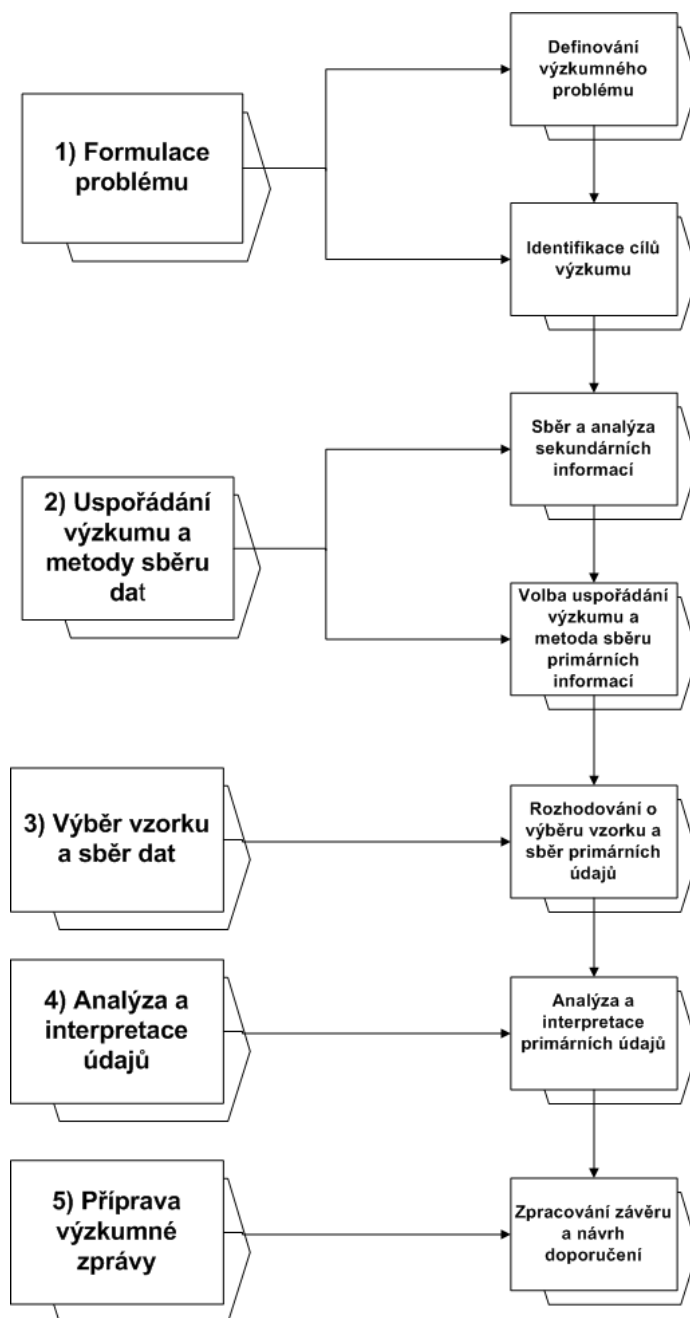 Definování
výzkumného
problému
1) Formulace
problému
Identifikace cílů
výzkumu
Sběr a analýza
sekundárních
informací
2) Uspořádání
výzkumu a
metody sběru
dat
Volba uspořádání
výzkumu a
metoda sběru
primárních
informací
3) Výběr vzorku
a sběr dat
Rozhodování o
výběru vzorku a
sběr primárních
údajů
4) Analýza a
interpretace
údajů
Analýza a
interpretace
primárních údajů
5) Příprava
výzkumné
zprávy
Zpracování závěru
a návrh
doporučení